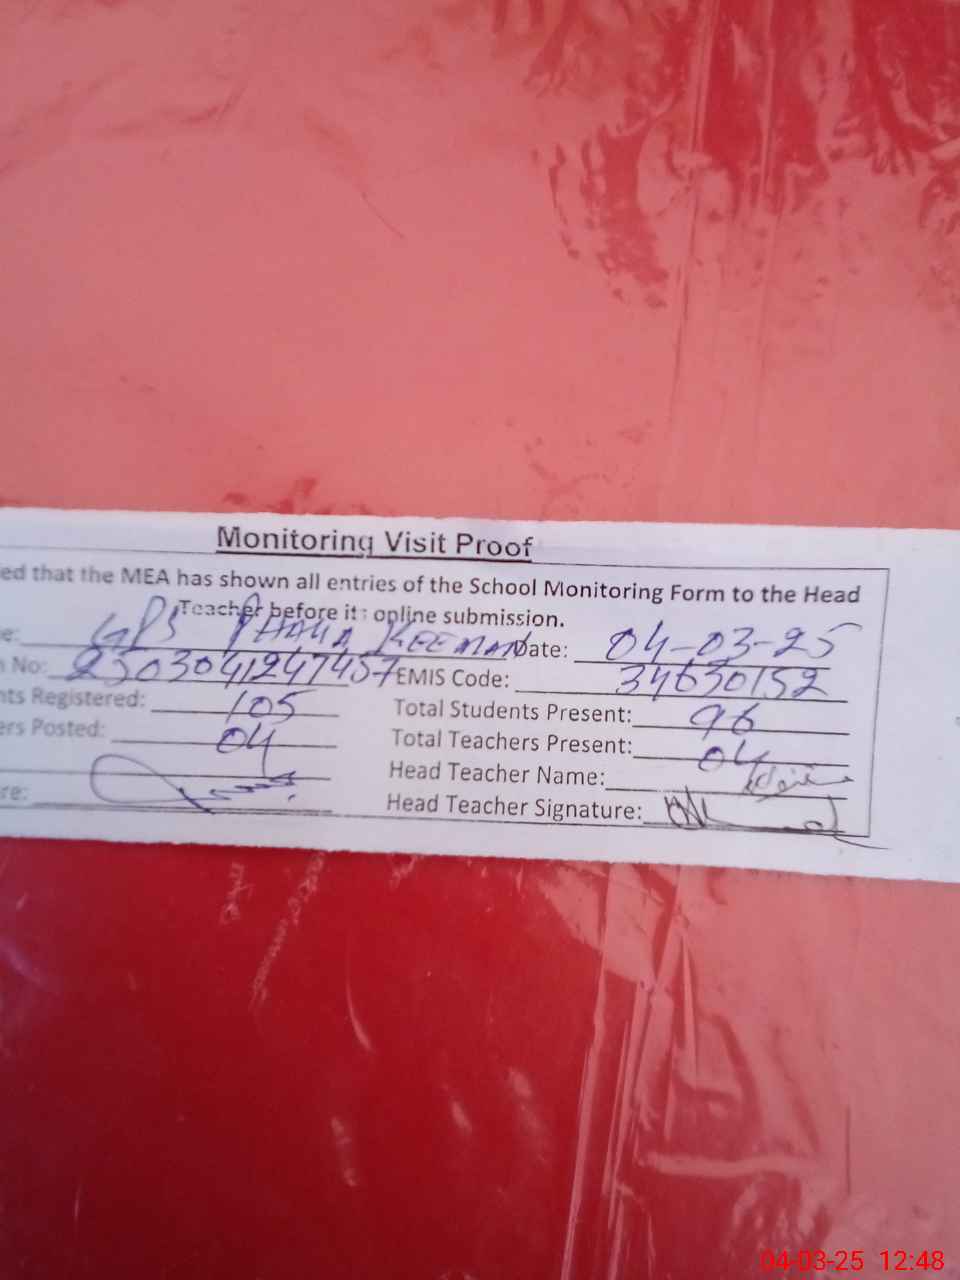 Monitoring Visit Proof
ed that the MEA has shown all entries of the School Monitoring Form to the Head
Teacher before its online submission.
e: GPS KEEMAN Date: 04-03-25
No: 2503041247457 EMIS Code: 34630152
nts Registered: 105 Total Students Present: 96
ers Posted: 04 Total Teachers Present: 04
Head Teacher Name:
re: Head Teacher Signature:
04-03-25 12:48